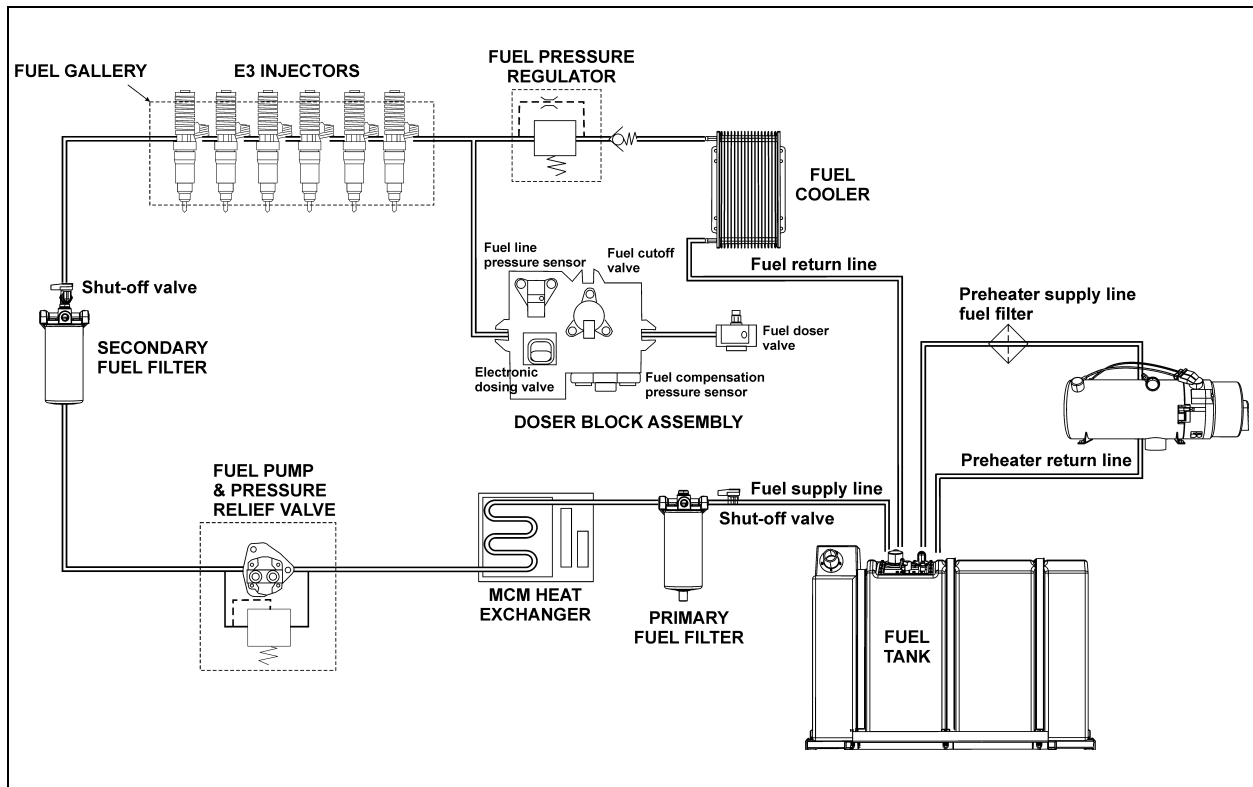 FUEL GALLERY
E3 INJECTORS
FUEL PRESSURE
REGULATOR
FUEL
COOLER
Fuel line
pressure sensor
Fuel cutoff
valve
Fuel return line
Shut-off valve
SECONDARY
FUEL FILTER
Electronic
dosing valve
Fuel doser
valve
Fuel compensation
pressure sensor
DOSER BLOCK ASSEMBLY
Preheater supply line
fuel filter
Preheater return line
FUEL PUMP
& PRESSURE
RELIEF VALVE
Fuel supply line
Shut-off valve
MCM HEAT
EXCHANGER
PRIMARY
FUEL FILTER
FUEL
TANK